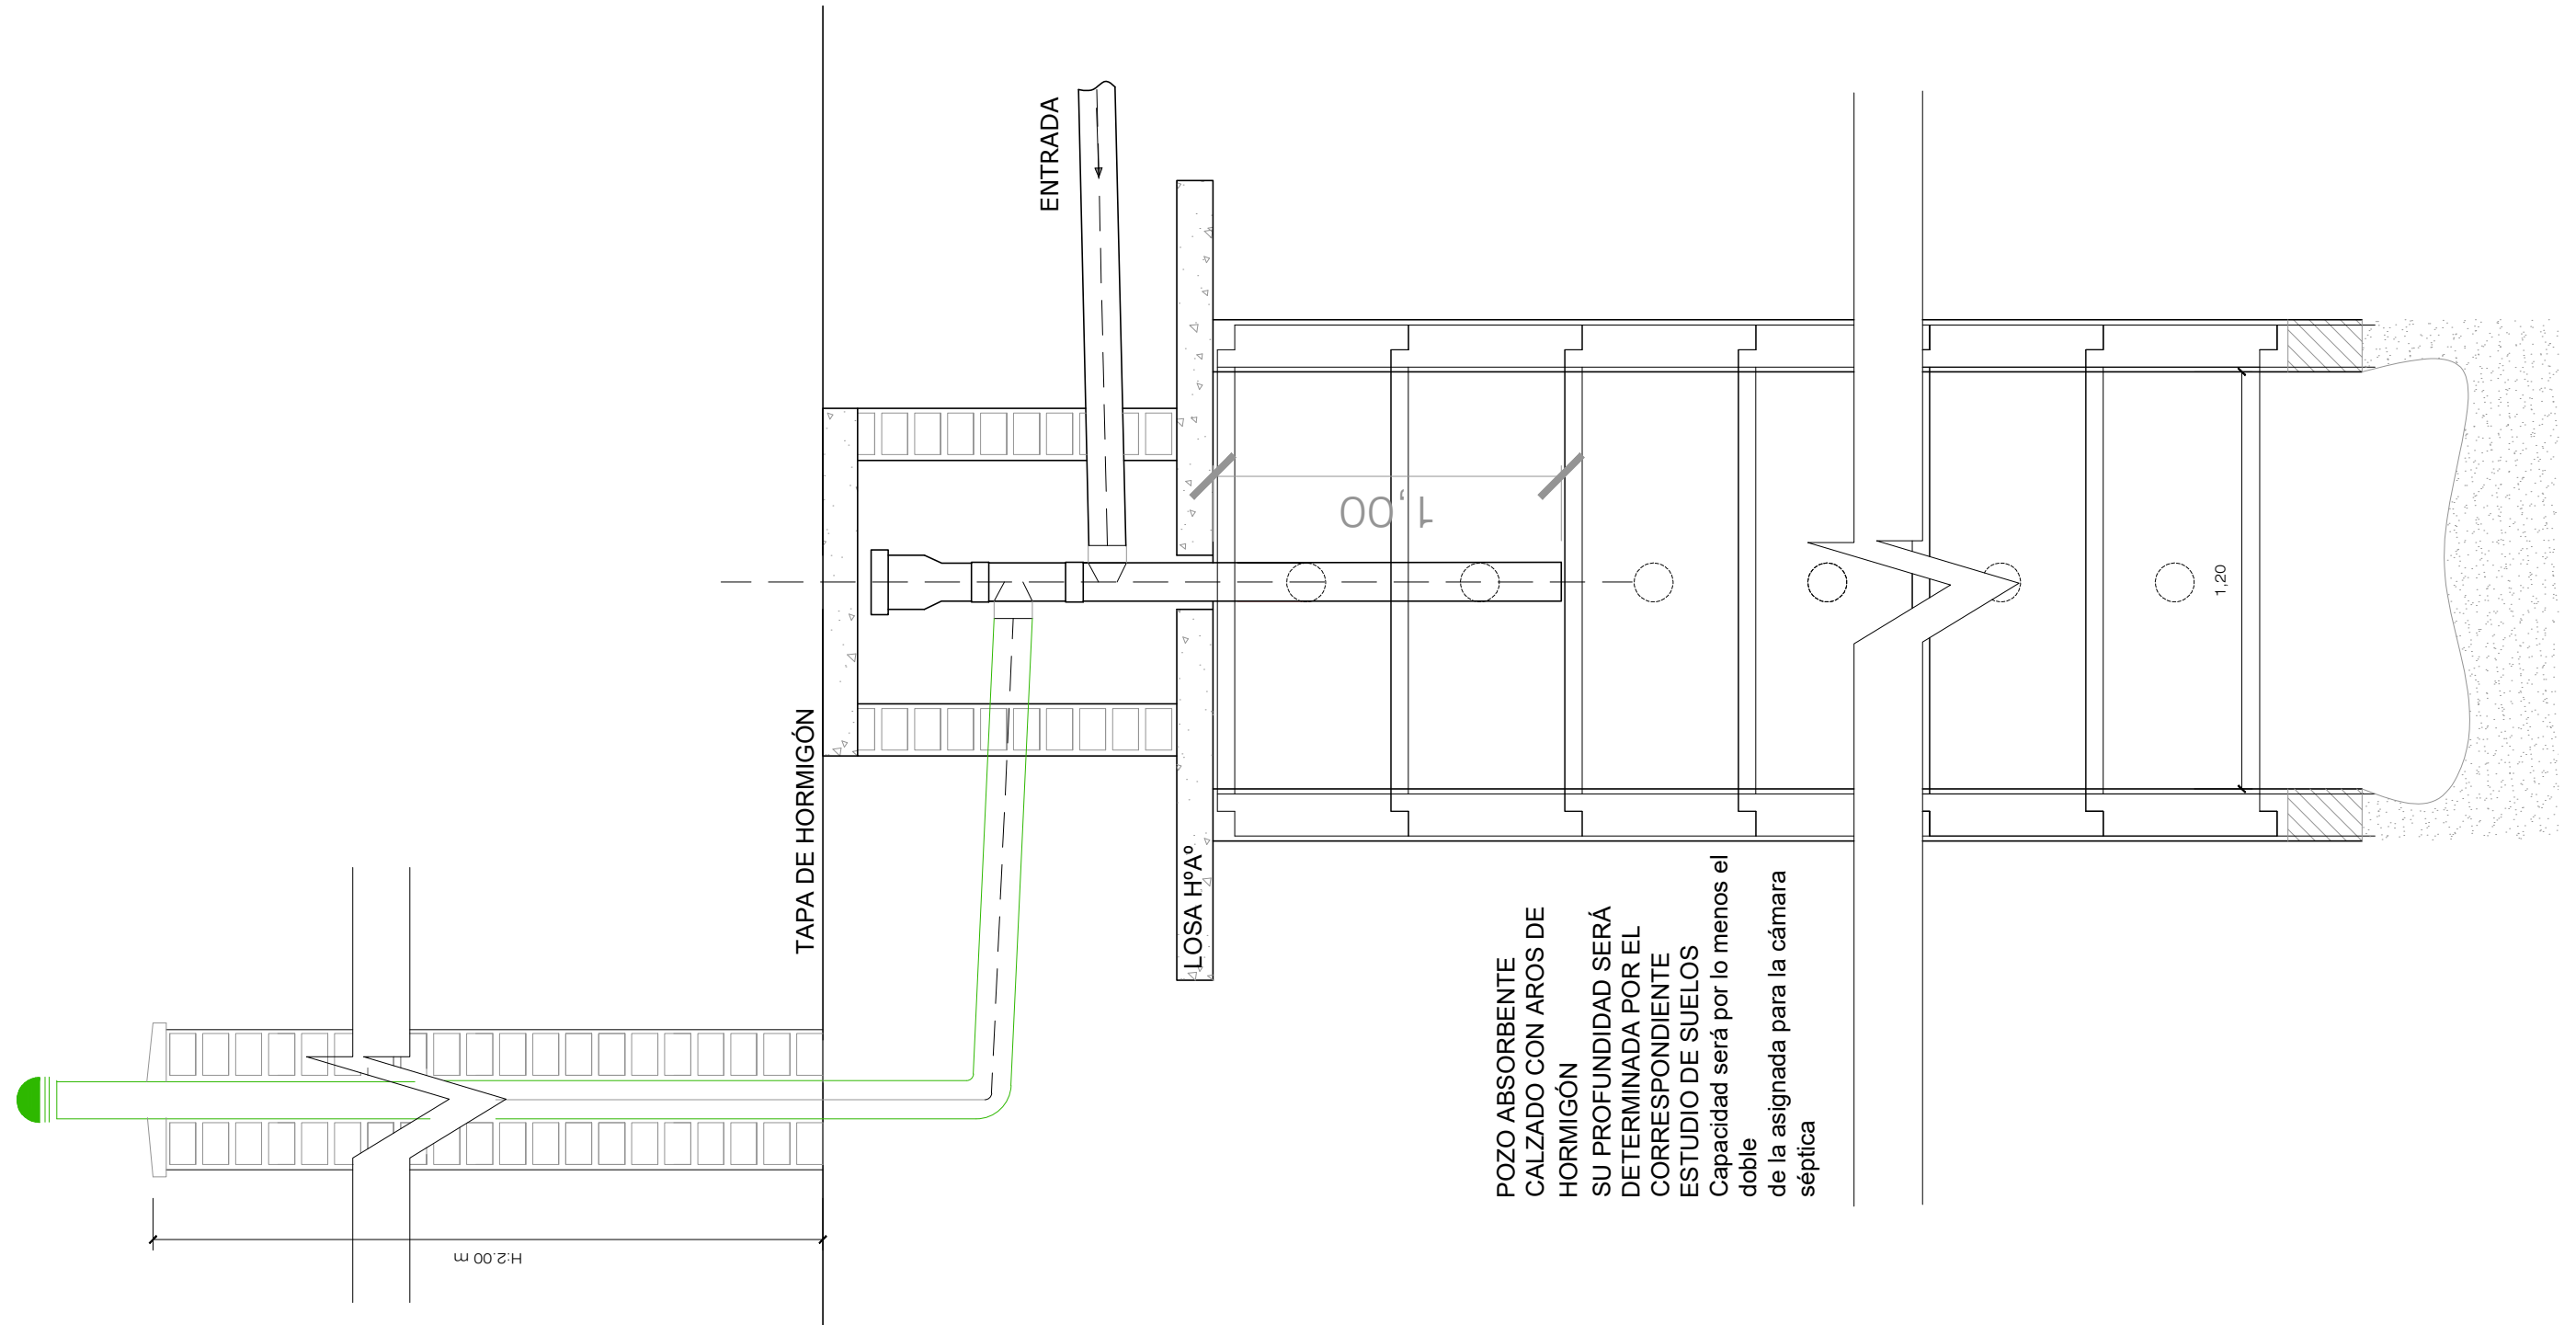 H:2.00 m
TAPA DE HORMIGÓN
ENTRADA
LOSA HºAº
1,00
POZO ABSORBENTE
CALZADO CON AROS DE
HORMIGÓN
SU PROFUNDIDAD SERÁ
DETERMINADA POR EL
CORRESPONDIENTE
ESTUDIO DE SUELOS
Capacidad será por lo menos el
doble
de la asignada para la cámara
séptica
1,20